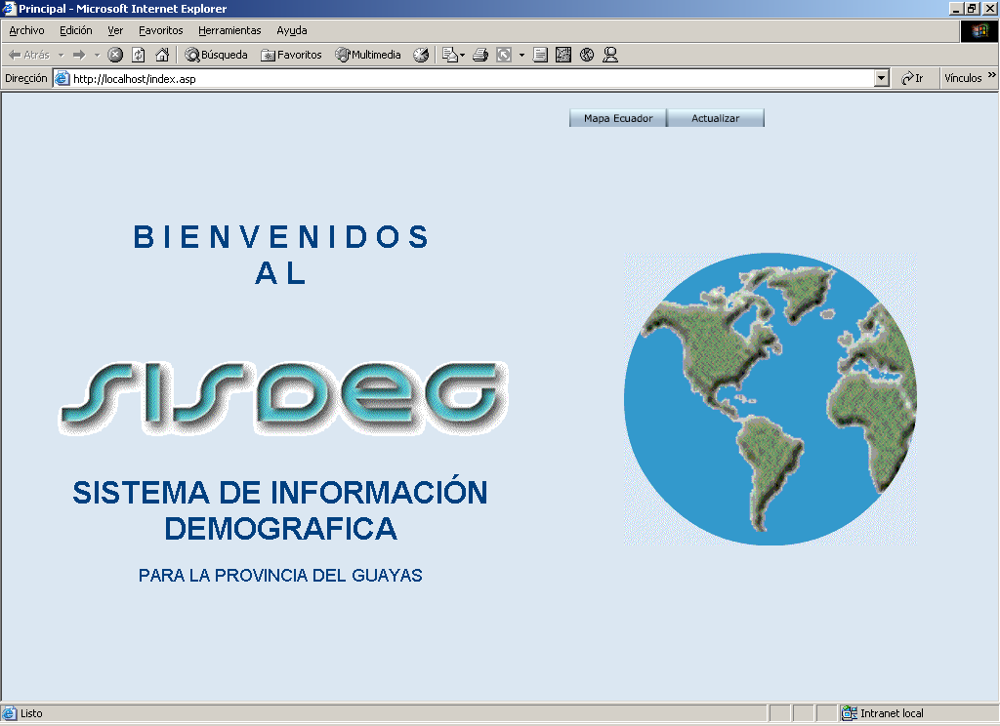 Principal - Microsoft Internet Explorer
Archivo Edición Ver Favoritos Herramientas Ayuda
Atrás Búsqueda Favoritos Multimedia
Dirección http://localhost/index.asp Ir Vínculos »
Mapa Ecuador Actualizar
B I E N V E N I D O S
A L
SISDEG
SISTEMA DE INFORMACIÓN
DEMOGRAFICA
PARA LA PROVINCIA DEL GUAYAS
Listo Intranet local